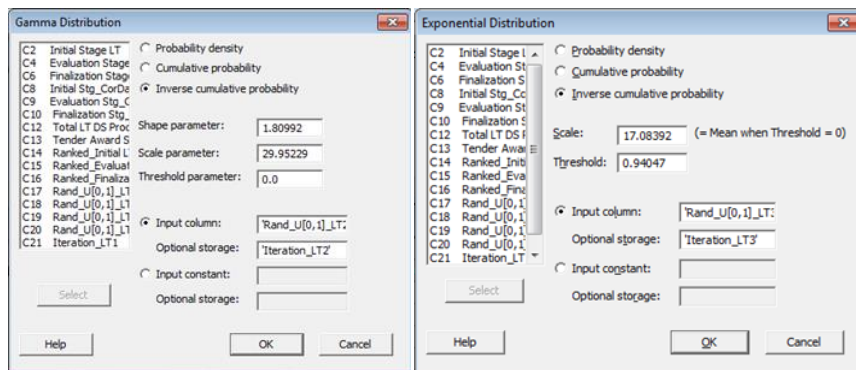 Gamma Distribution
C2 Initial Stage LT
C4 Evaluation Stage
C6 Finalization Stag
C8 Initial Stg_CorDa
C9 Evaluation Stg_C
C10 Finalization Stg_
C12 Total LT DS Proc
C13 Tender Award S
C14 Ranked_Initial L
C15 Ranked_Evaluat
C16 Ranked_Finaliza
C17 Rand_U[0,1]_LT
C18 Rand_U[0,1]_LT
C19 Rand_U[0,1]_LT
C20 Rand_U[0,1]_LT
C21 Iteration_LT1
Probability density
Cumulative probability
Inverse cumulative probability
Shape parameter: 1.80992
Scale parameter: 29.95229
Threshold parameter: 0.0
Input column: 'Rand_U[0,1]_LT2
Optional storage: 'Iteration_LT2'
Input constant:
Optional storage:
Select
Help OK Cancel
Exponential Distribution
C2 Initial Stage L
C4 Evaluation St
C6 Finalization S
C8 Initial Stg_Co
C9 Evaluation St
C10 Finalization S
C12 Total LT DS F
C13 Tender Awar
C14 Ranked_Initi
C15 Ranked_Eva
C16 Ranked_Fina
C17 Rand_U[0,1]
C18 Rand_U[0,1]
C19 Rand_U[0,1]
C20 Rand_U[0,1]
C21 Iteration_LT
Probability density
Cumulative probability
Inverse cumulative probability
Scale: 17.08392 (= Mean when Threshold = 0)
Threshold: 0.94047
Input column: 'Rand_U[0,1]_LT3
Optional storage: 'Iteration_LT3'
Input constant:
Optional storage:
Select
Help OK Cancel